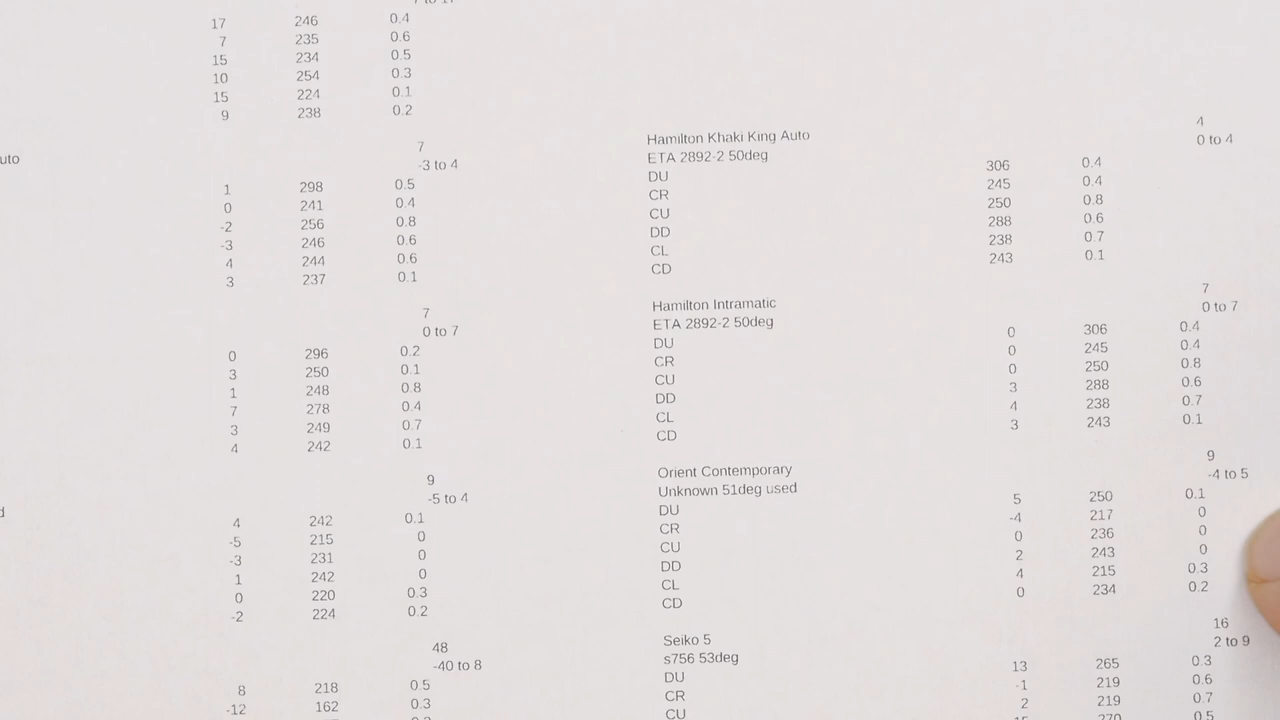 17 246 0.4
7 235 0.6
15 234 0.5
10 254 0.3
15 224 0.1
9 238 0.2
7
-3 to 4
1 298 0.5
0 241 0.4
-2 256 0.8
-3 246 0.6
4 244 0.6
3 237 0.1
7
0 to 7
0 296 0.2
3 250 0.1
1 248 0.8
7 278 0.4
3 249 0.7
4 242 0.1
9
-5 to 4
4 242 0.1
-5 215 0
-3 231 0
1 242 0
0 220 0.3
-2 224 0.2
48
-40 to 8
8 218 0.5
-12 162 0.3
4
Hamilton Khaki King Auto 0 to 4
ETA 2892-2 50deg
DU 306 0.4
CR 245 0.4
CU 250 0.8
DD 288 0.6
CL 238 0.7
CD 243 0.1
7
Hamilton Intramatic 0 to 7
ETA 2892-2 50deg
DU 0 306 0.4
CR 0 245 0.4
CU 0 250 0.8
DD 3 288 0.6
CL 4 238 0.7
CD 3 243 0.1
9
Orient Contemporary -4 to 5
Unknown 51deg used
DU 5 250 0.1
CR -4 217 0
CU 0 236 0
DD 2 243 0
CL 4 215 0.3
CD 0 234 0.2
16
Seiko 5 2 to 9
s756 53deg
DU 13 265 0.3
CR -1 219 0.6
CU 2 219 0.7